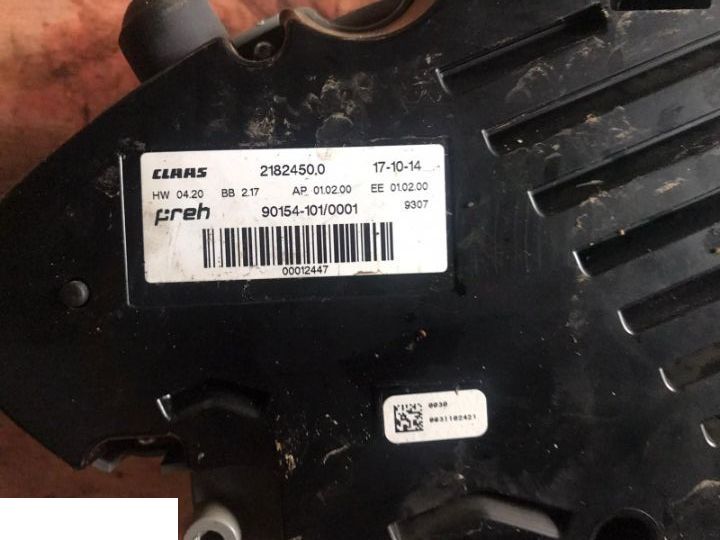 CLAAS 2182450.0 17-10-14
HW 04.20 BB 2.17 AP 01.02.00 EE 01.02.00
Preh 90154-101/0001 9307
00012447
0030
0031102421